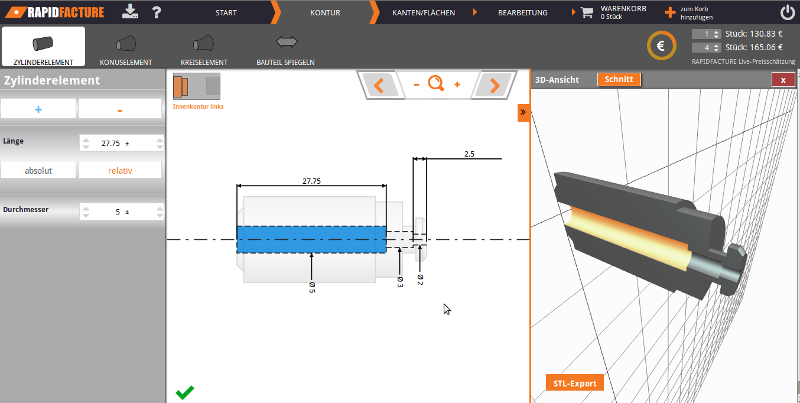 RAPIDFACTURE
?
START
KONTUR
KANTEN/FLÄCHEN
BEARBEITUNG
WARENKORB
0 Stück
zum Korb
hinzufügen
ZYLINDERELEMENT
KONUSELEMENT
KREISELEMENT
BAUTEIL SPIEGELN
€
1 Stück: 130.83 €
4 Stück: 165.06 €
RAPIDFACTURE Live-Preisschätzung
Zylinderelement
+ -
Länge 27.75 ±
absolut relativ
Durchmesser 5 ±
Innenkontur links
- +
»
2.5
27.75
Ø 5
Ø 3
Ø 2
3D-Ansicht
Schnitt
x
STL-Export